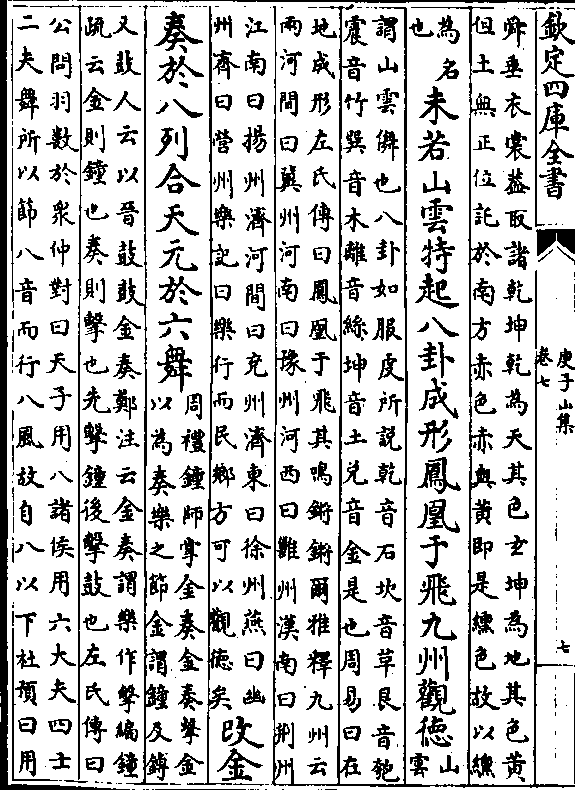 欽定四庫全書
庾子山集
卷七
七
舜垂衣裳葢取諸乾坤乾為天其色𤣥坤為地其色黄
但土無正位託於南方赤色赤與黄即是纁色故以纁
為名
也
未若山雲特起八卦成形鳳凰于飛九州觀徳
山
雲
謂山雲僻也八卦如服䖍所説乾音石坎音草艮音匏
震音竹巽音木離音絲坤音土兑音金是也周易曰在
地成形左氏傳曰鳳凰于飛其鳴鏘鏘爾雅釋九州云
兩河間曰冀州河南曰豫州河西曰雝州漢南曰荆州
江南曰揚州濟河間曰兖州濟東曰徐州燕曰幽
州齊曰營州樂記曰樂行而民鄉方可以觀徳矣
改金
奏於八列合天元於六舞
周禮鍾師掌金奏金奏擊金
以為奏樂之節金謂鐘及鎛
又鼓人云以晉鼓鼓金奏鄭注云金奏謂樂作擊編鐘
疏云金則鐘也奏則擊也先擊鐘後擊鼓也左氏傳曰
公問羽数於衆仲對曰天子用八諸侯用六大夫四士
二夫舞所以節八音而行八風故自八以下杜預曰用